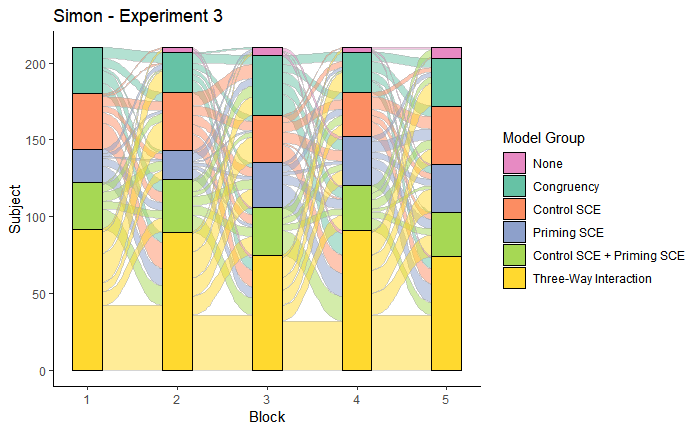 Simon - Experiment 3
Subject
200
150
100
50
0
1 2 3 4 5
Block
Model Group
None
Congruency
Control SCE
Priming SCE
Control SCE + Priming SCE
Three-Way Interaction